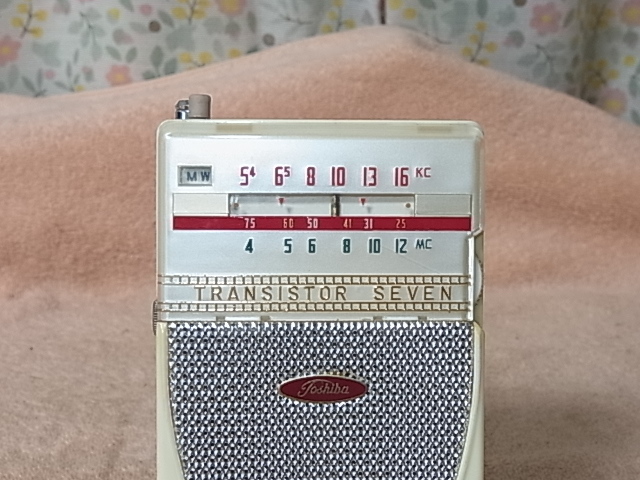 MW 5⁴ 6⁵ 8 10 13 16 KC
75 60 50 41 31 25
4 5 6 8 10 12 MC
TRANSISTOR SEVEN
Toshiba